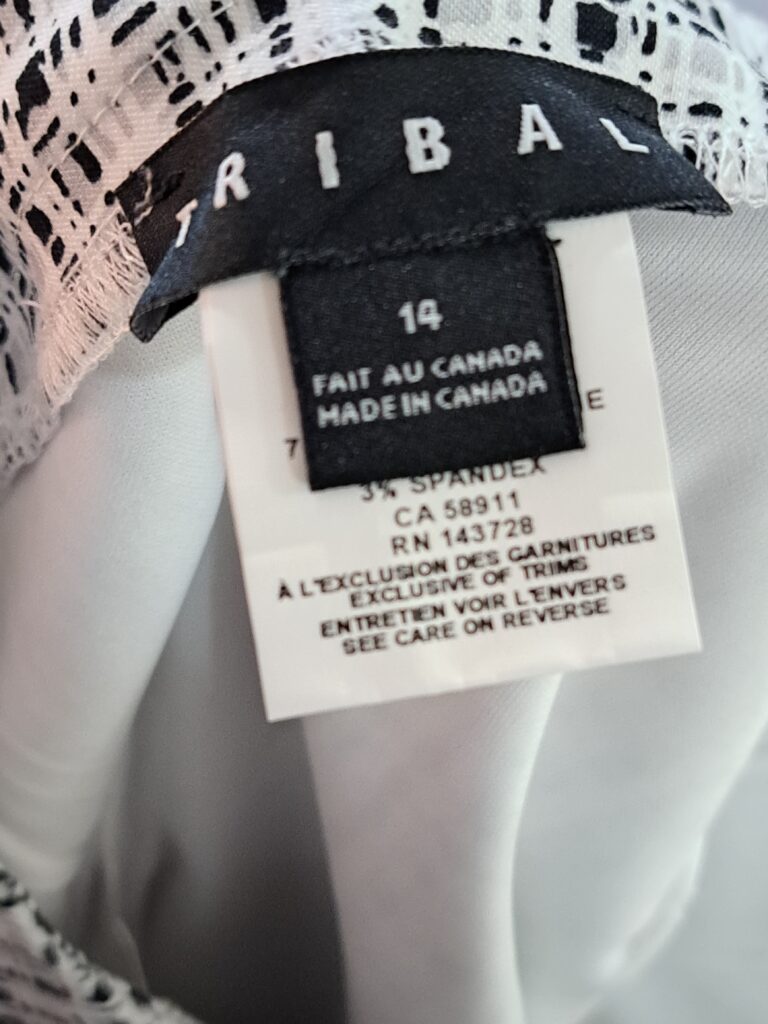 TRIBAL
14
FAIT AU CANADA
MADE IN CANADA
E
7
3% SPANDEX
CA 58911
RN 143728
À L'EXCLUSION DES GARNITURES
EXCLUSIVE OF TRIMS
ENTRETIEN VOIR L'ENVERS
SEE CARE ON REVERSE